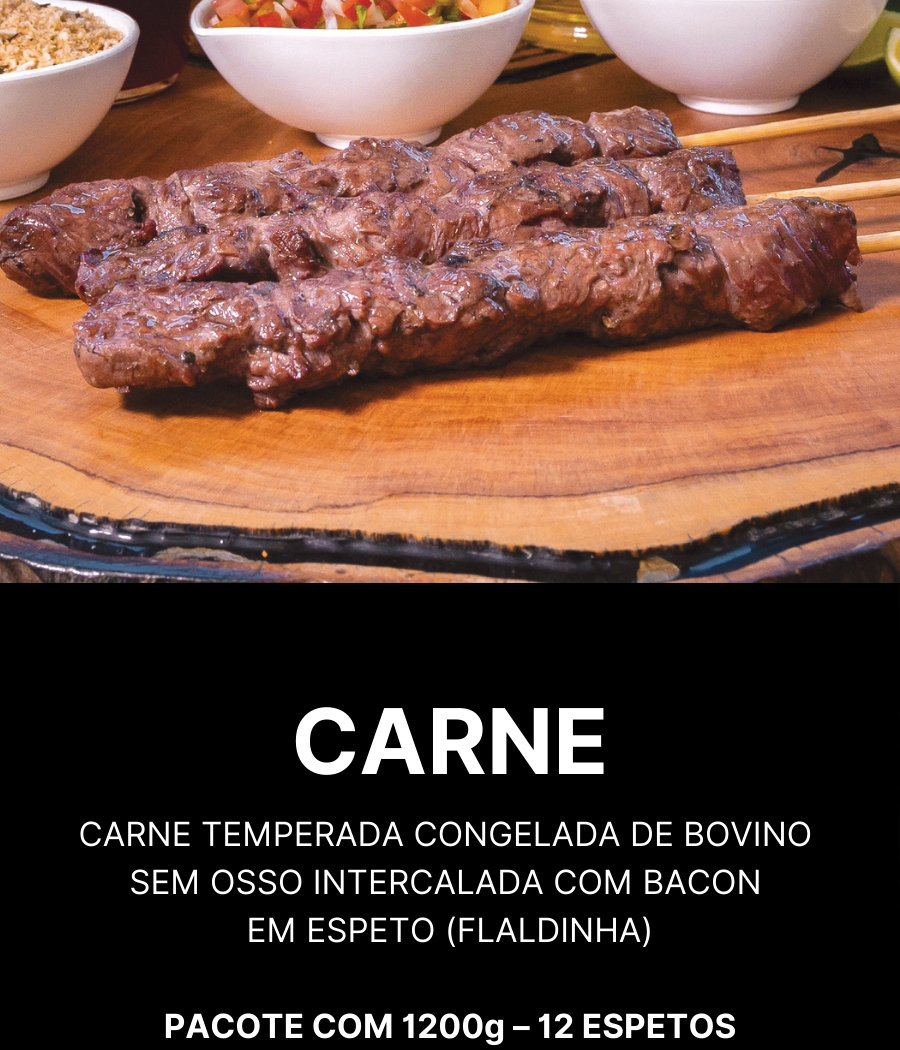 CARNE
CARNE TEMPERADA CONGELADA DE BOVINO
SEM OSSO INTERCALADA COM BACON
EM ESPETO (FLALDINHA)
PACOTE COM 1200g – 12 ESPETOS